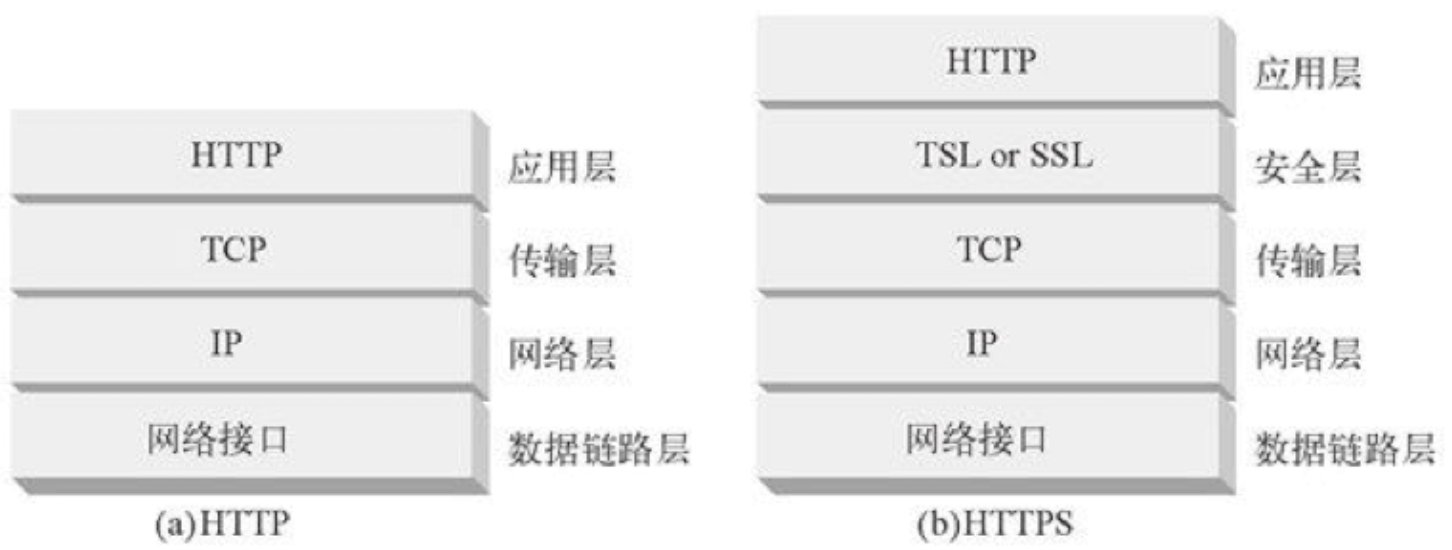 HTTP 应用层
TCP 传输层
IP 网络层
网络接口 数据链路层
(a)HTTP
HTTP 应用层
TSL or SSL 安全层
TCP 传输层
IP 网络层
网络接口 数据链路层
(b)HTTPS